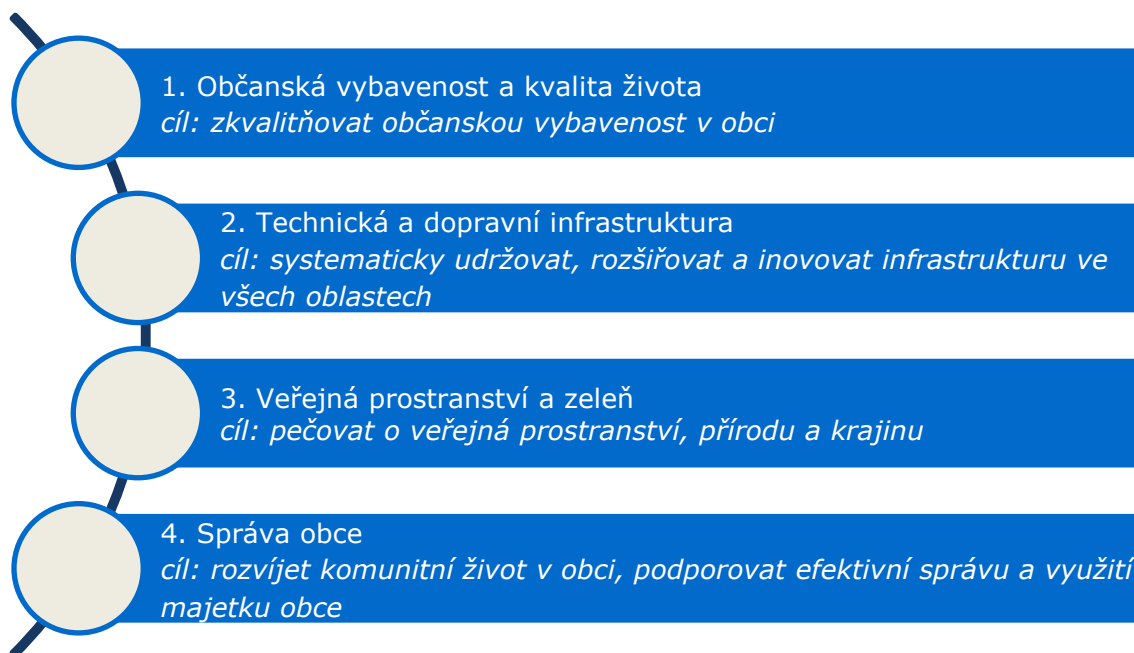 1. Občanská vybavenost a kvalita života
cíl: zkvalitňovat občanskou vybavenost v obci
2. Technická a dopravní infrastruktura
cíl: systematicky udržovat, rozšiřovat a inovovat infrastrukturu ve
všech oblastech
3. Veřejná prostranství a zeleň
cíl: pečovat o veřejná prostranství, přírodu a krajinu
4. Správa obce
cíl: rozvíjet komunitní život v obci, podporovat efektivní správu a využití
majetku obce